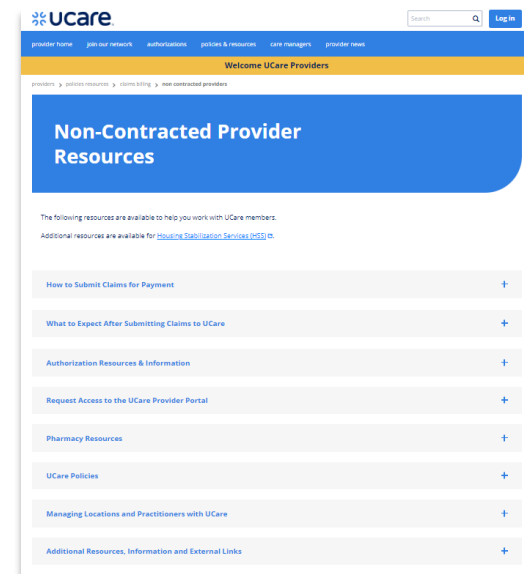 ucare.
Search
Log in
provider home join our network authorizations policies & resources care managers provider news
Welcome UCare Providers
providers > policies resources > claims billing > non contracted providers
Non-Contracted Provider
Resources
The following resources are available to help you work with UCare members.
Additional resources are available for Housing Stabilization Services (HSS).
How to Submit Claims for Payment +
What to Expect After Submitting Claims to UCare +
Authorization Resources & Information +
Request Access to the UCare Provider Portal +
Pharmacy Resources +
UCare Policies +
Managing Locations and Practitioners with UCare +
Additional Resources, Information and External Links +